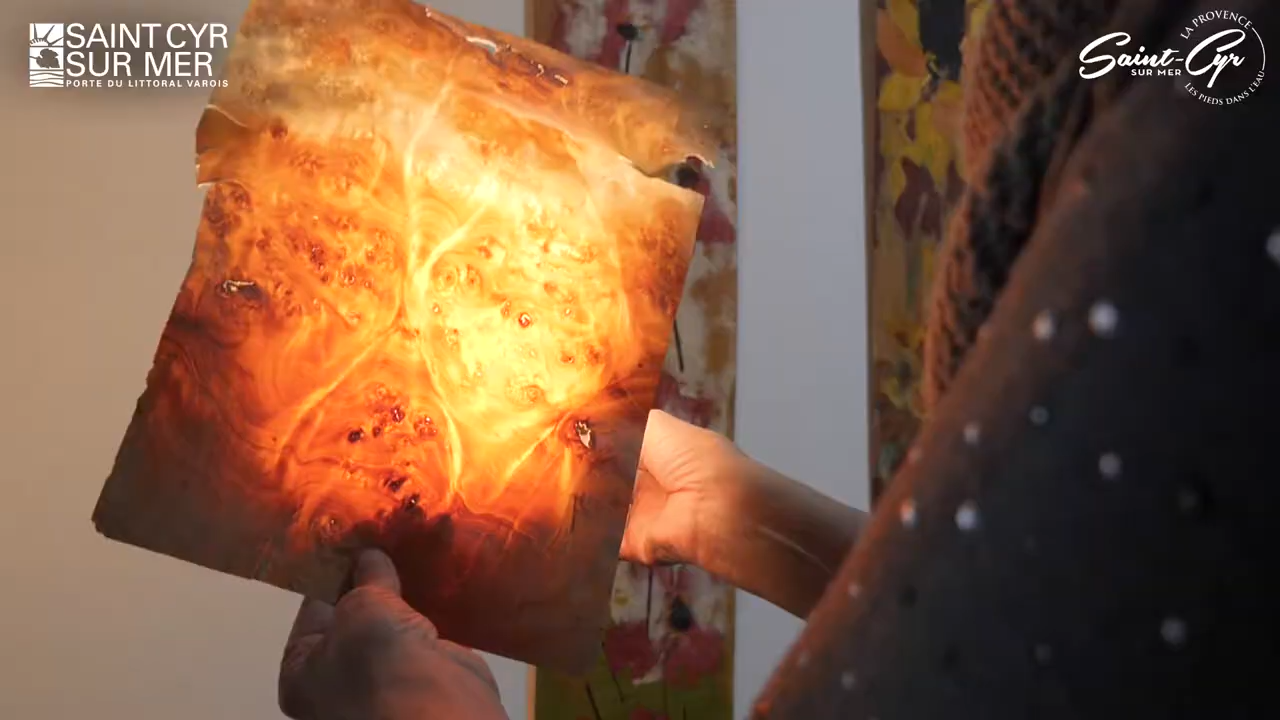 SAINT CYR
SUR MER
PORTE DU LITTORAL VAROIS
LA PROVENCE
Saint-Cyr
SUR MER
LES PIEDS DANS L'EAU